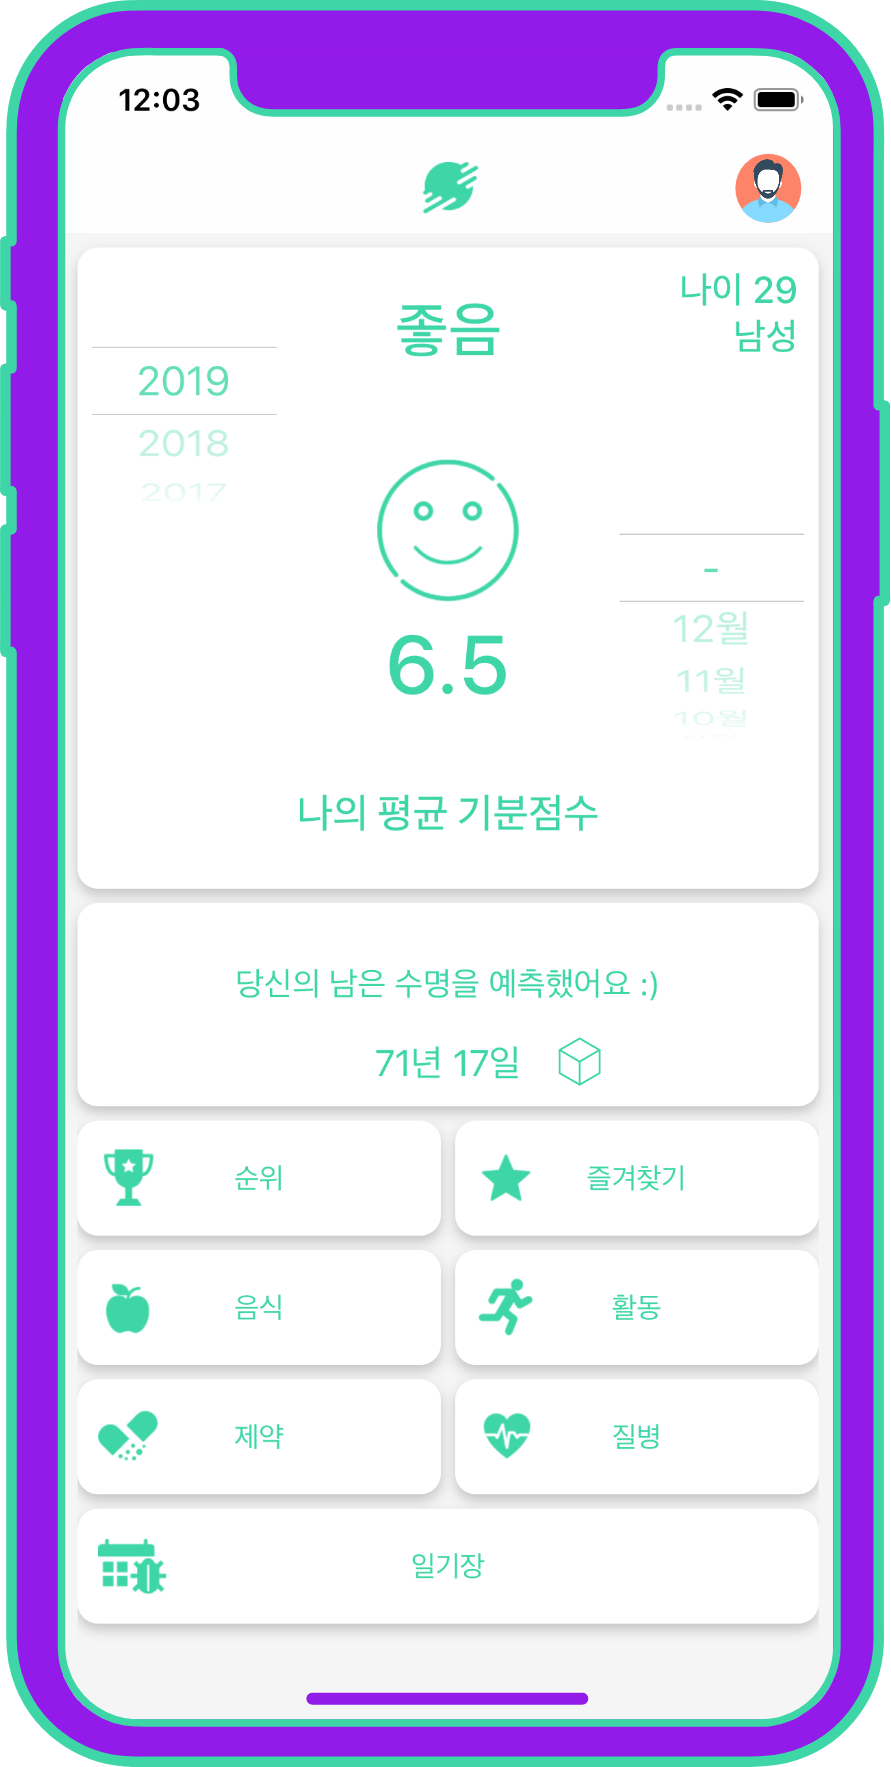 12:03
나이 29
남성
좋음
2019
2018
2017
6.5
-
12월
11월
10월
나의 평균 기분점수
당신의 남은 수명을 예측했어요 :)
71년 17일
순위
즐겨찾기
음식
활동
제약
질병
일기장